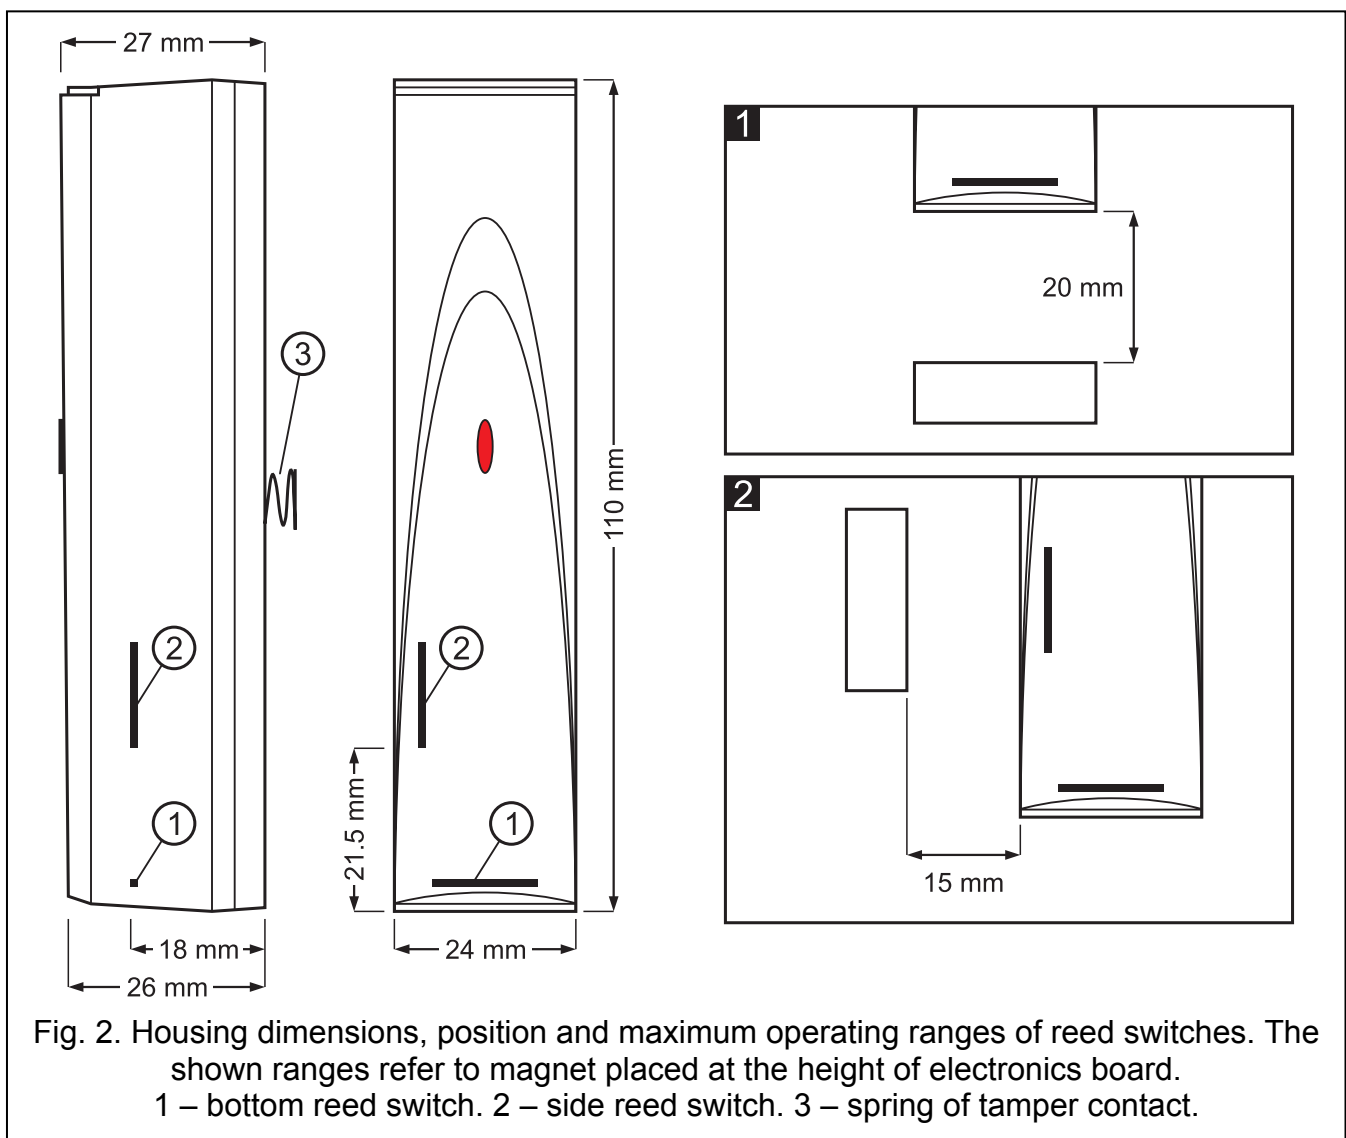 27 mm
3
2
1
18 mm
26 mm
2
1
21.5 mm
24 mm
110 mm
1
20 mm
2
15 mm
Fig. 2. Housing dimensions, position and maximum operating ranges of reed switches. The
shown ranges refer to magnet placed at the height of electronics board.
1 – bottom reed switch. 2 – side reed switch. 3 – spring of tamper contact.